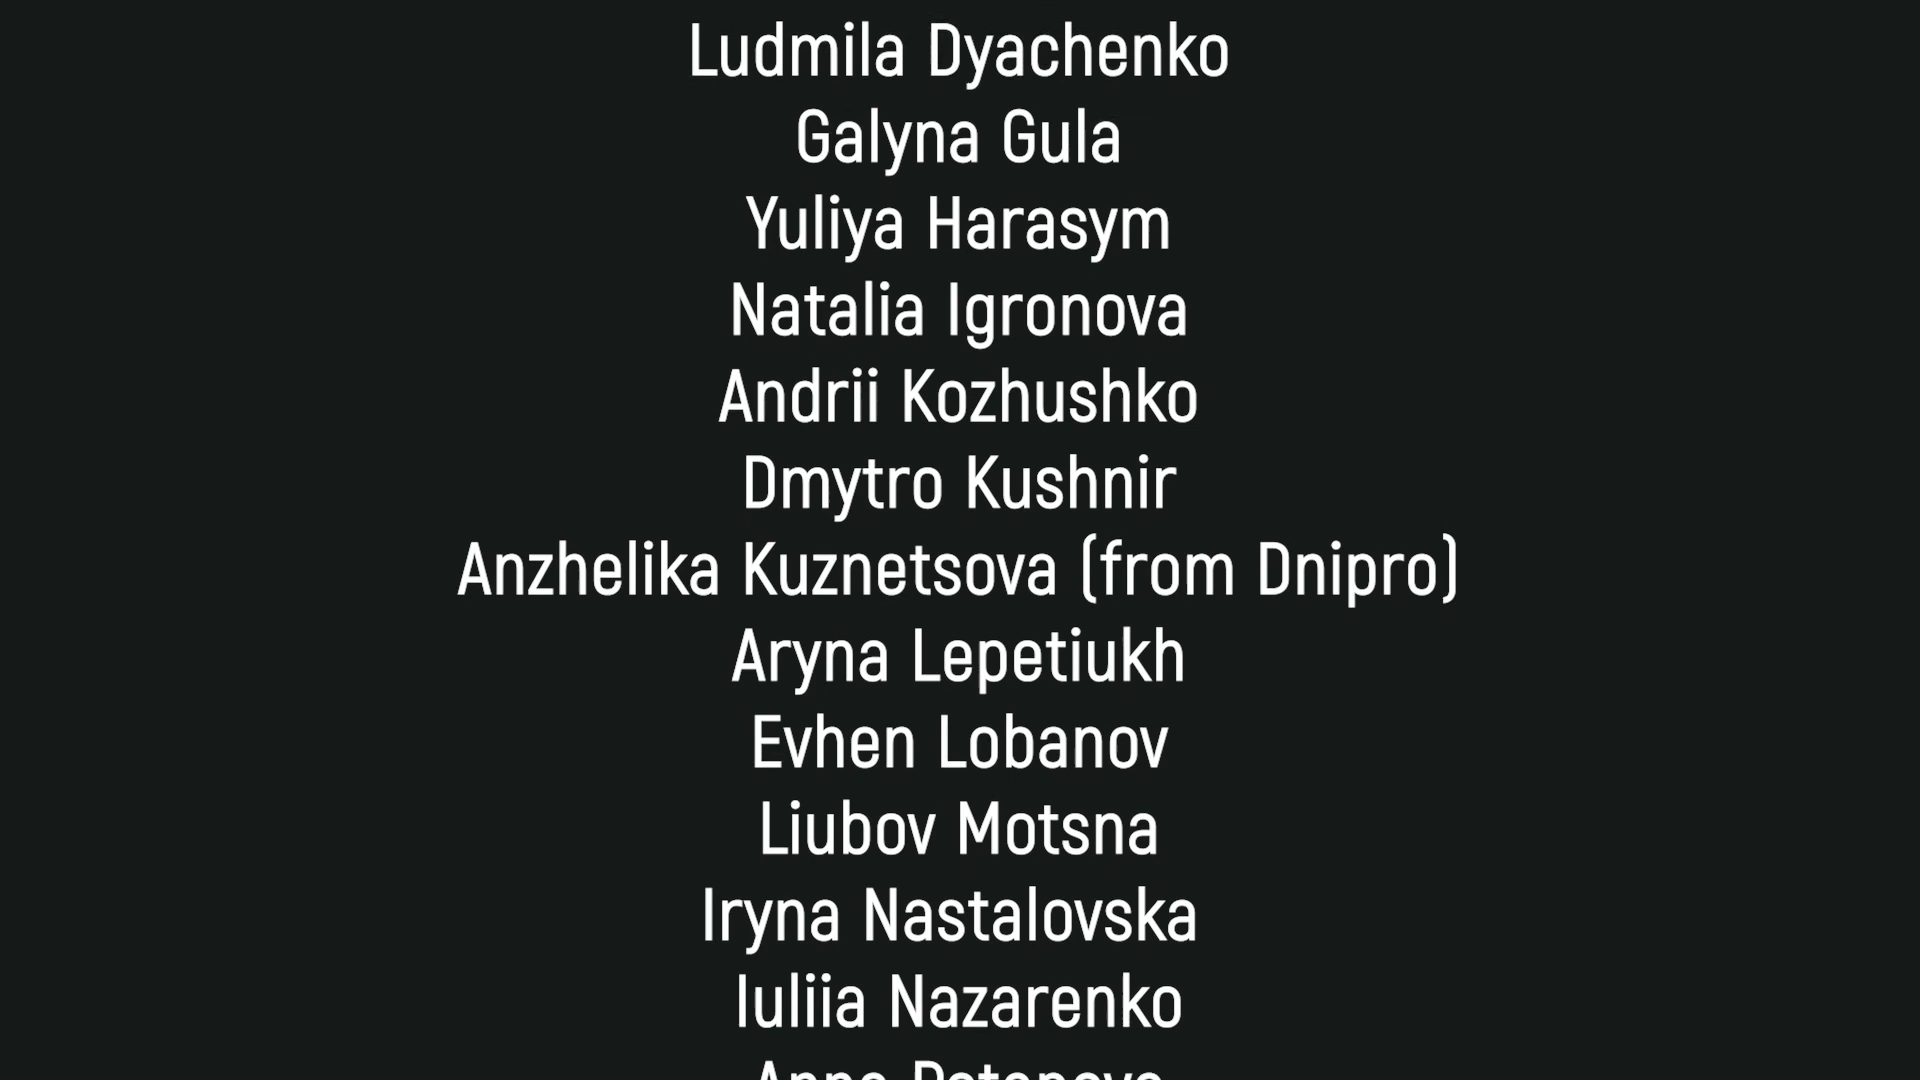 Ludmila Dyachenko
Galyna Gula
Yuliya Harasym
Natalia Igronova
Andrii Kozhushko
Dmytro Kushnir
Anzhelika Kuznetsova (from Dnipro)
Aryna Lepetiukh
Evhen Lobanov
Liubov Motsna
Iryna Nastalovska
Iuliia Nazarenko